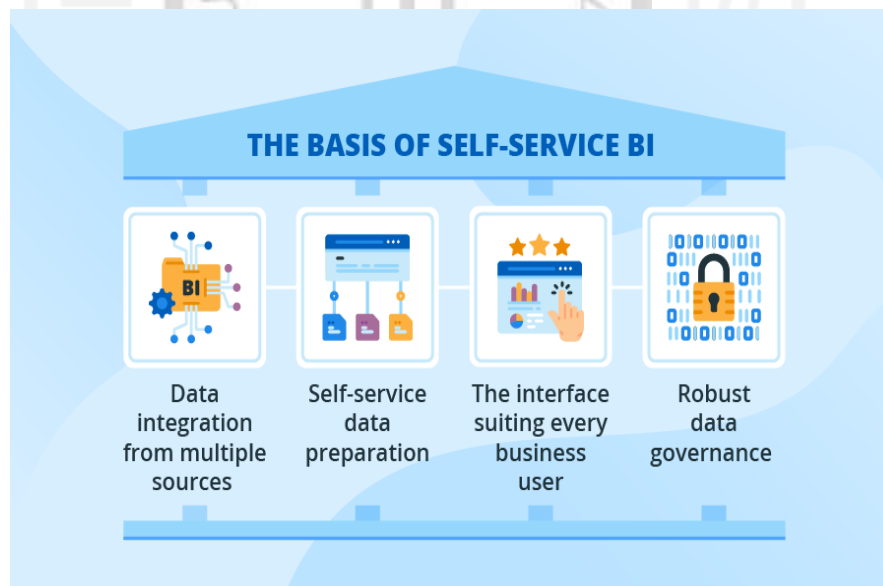 THE BASIS OF SELF-SERVICE BI
BI
Data
integration
from multiple
sources
Self-service
data
preparation
The interface
suiting every
business
user
Robust
data
governance